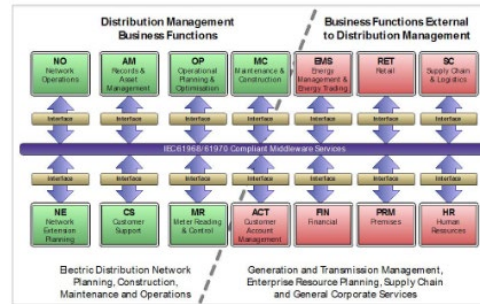 Distribution Management
Business Functions
Business Functions External
to Distribution Management
NO
Network
Operations
AM
Records &
Asset
Management
OP
Operational
Planning &
Optimisation
MC
Maintenance &
Construction
EMS
Energy
Management &
Energy Trading
RET
Retail
SC
Supply Chain
& Logistics
Interface
Interface
Interface
Interface
Interface
Interface
Interface
IEC61968/61970 Compliant Middleware Services
Interface
Interface
Interface
Interface
Interface
Interface
Interface
NE
Network
Extension
Planning
CS
Customer
Support
MR
Meter Reading
& Control
ACT
Customer
Account
Management
FIN
Financial
PRM
Premises
HR
Human
Resources
Electric Distribution Network
Planning, Construction,
Maintenance and Operations
Generation and Transmission Management,
Enterprise Resource Planning, Supply Chain
and General Corporate Services